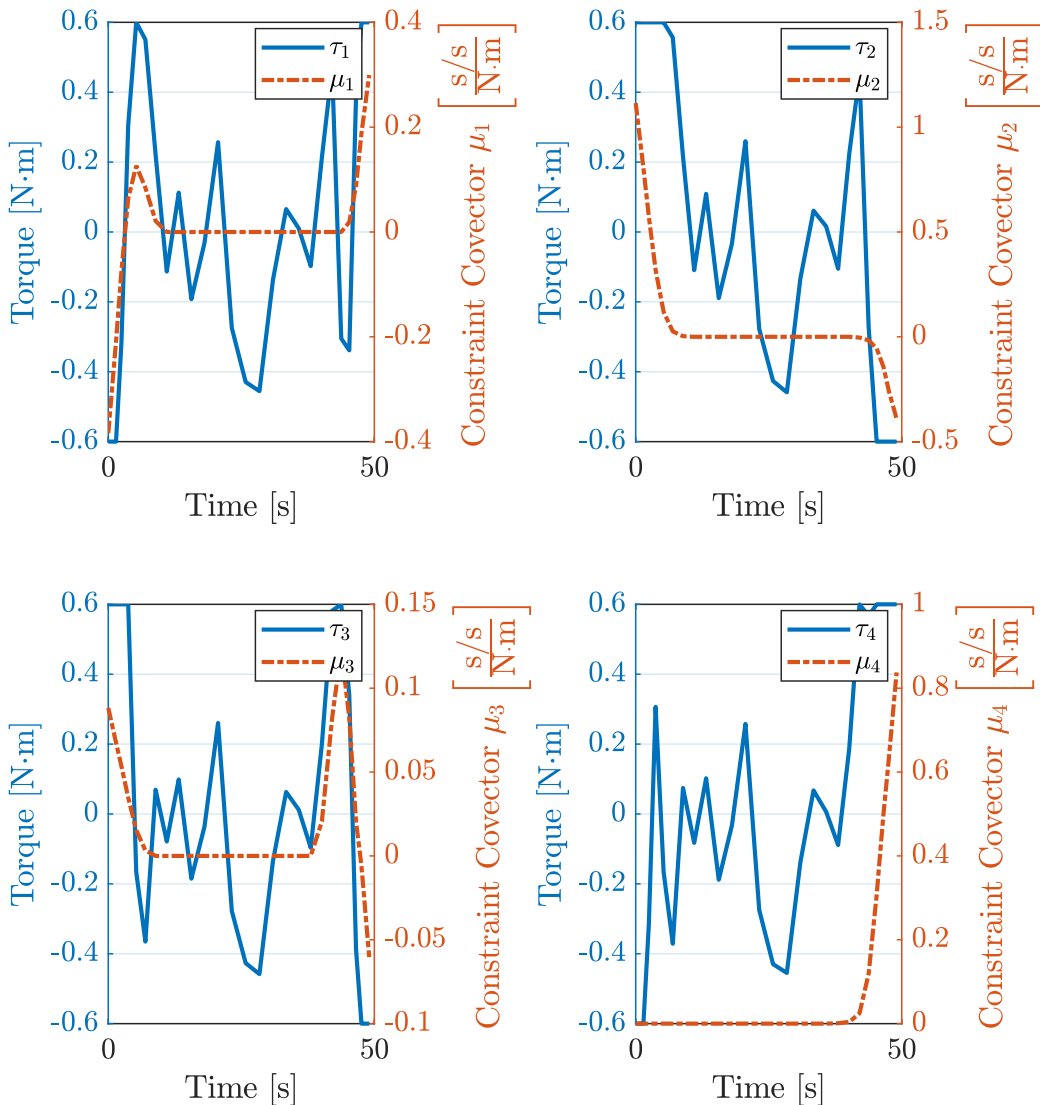 0.6
0.4
0.2
0
-0.2
-0.4
-0.6
Torque [N·m]
0
50
Time [s]
τ₁
μ₁
0.4
0.2
0
-0.2
-0.4
Constraint Covector μ₁ [s/s / N·m]
0.6
0.4
0.2
0
-0.2
-0.4
-0.6
Torque [N·m]
0
50
Time [s]
τ₂
μ₂
1.5
1
0.5
0
-0.5
Constraint Covector μ₂ [s/s / N·m]
0.6
0.4
0.2
0
-0.2
-0.4
-0.6
Torque [N·m]
0
50
Time [s]
τ₃
μ₃
0.15
0.1
0.05
0
-0.05
-0.1
Constraint Covector μ₃ [s/s / N·m]
0.6
0.4
0.2
0
-0.2
-0.4
-0.6
Torque [N·m]
0
50
Time [s]
τ₄
μ₄
1
0.8
0.6
0.4
0.2
0
Constraint Covector μ₄ [s/s / N·m]